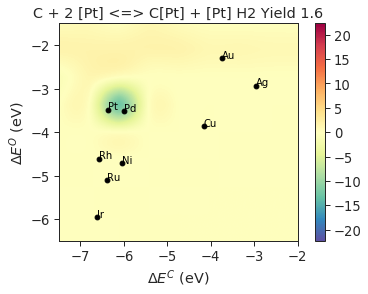 C + 2 [Pt] <=> C[Pt] + [Pt] H2 Yield 1.6
ΔE^O (eV)
−2
−3
−4
−5
−6
Au
Ag
Pt
Pd
Cu
Rh
Ni
Ru
Ir
−7
−6
−5
−4
−3
−2
ΔE^C (eV)
20
15
10
5
0
−5
−10
−15
−20